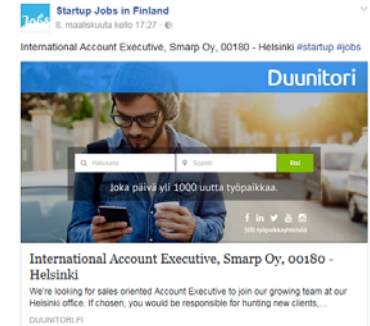 Jobs
Startup Jobs in Finland
8. maaliskuuta kello 17:27 ·
International Account Executive, Smarp Oy, 00180 - Helsinki #startup #jobs
Duunitori
Hakusana
Sijainti
Etsi
Joka päivä yli 1000 uutta työpaikkaa.
500 työpaikkayhteisöä
International Account Executive, Smarp Oy, 00180 -
Helsinki
We're looking for sales oriented Account Executive to join our growing team at our
Helsinki office. If chosen, you would be responsible for hunting new clients,...
DUUNITORI.FI